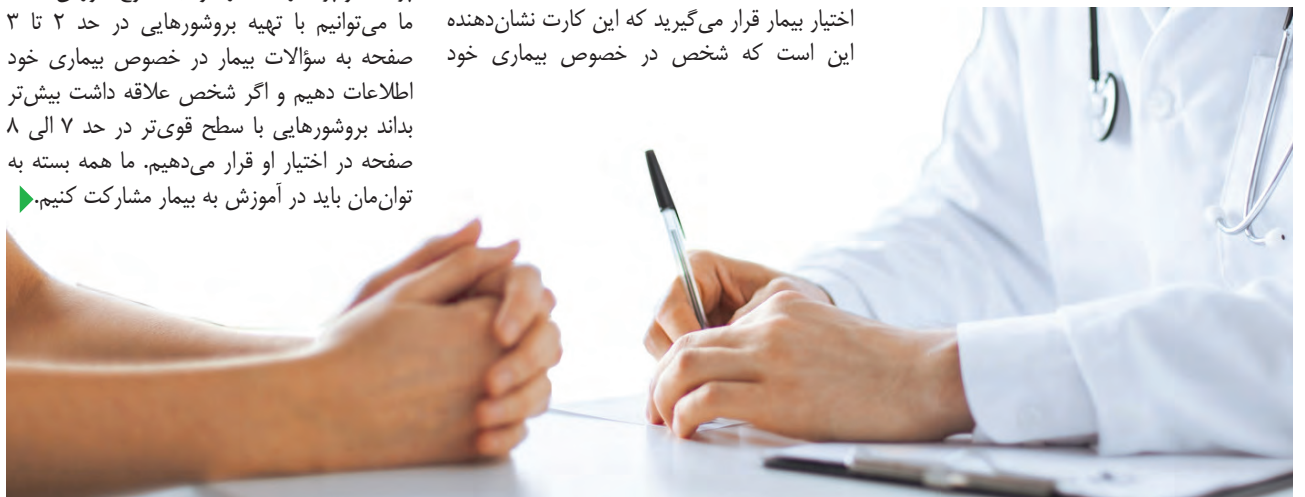 اختیار بیمار قرار می‌گیرید که این کارت نشان‌دهنده
این است که شخص در خصوص بیماری خود
ما می‌توانیم با تهیه بروشورهایی در حد ۲ تا ۳
صفحه به سؤالات بیمار در خصوص بیماری خود
اطلاعات دهیم و اگر شخص علاقه داشت بیش‌تر
بداند بروشورهایی با سطح قوی‌تر در حد ۷ الی ۸
صفحه در اختیار او قرار می‌دهیم. ما همه بسته به
توان‌مان باید در آموزش به بیمار مشارکت کنیم.